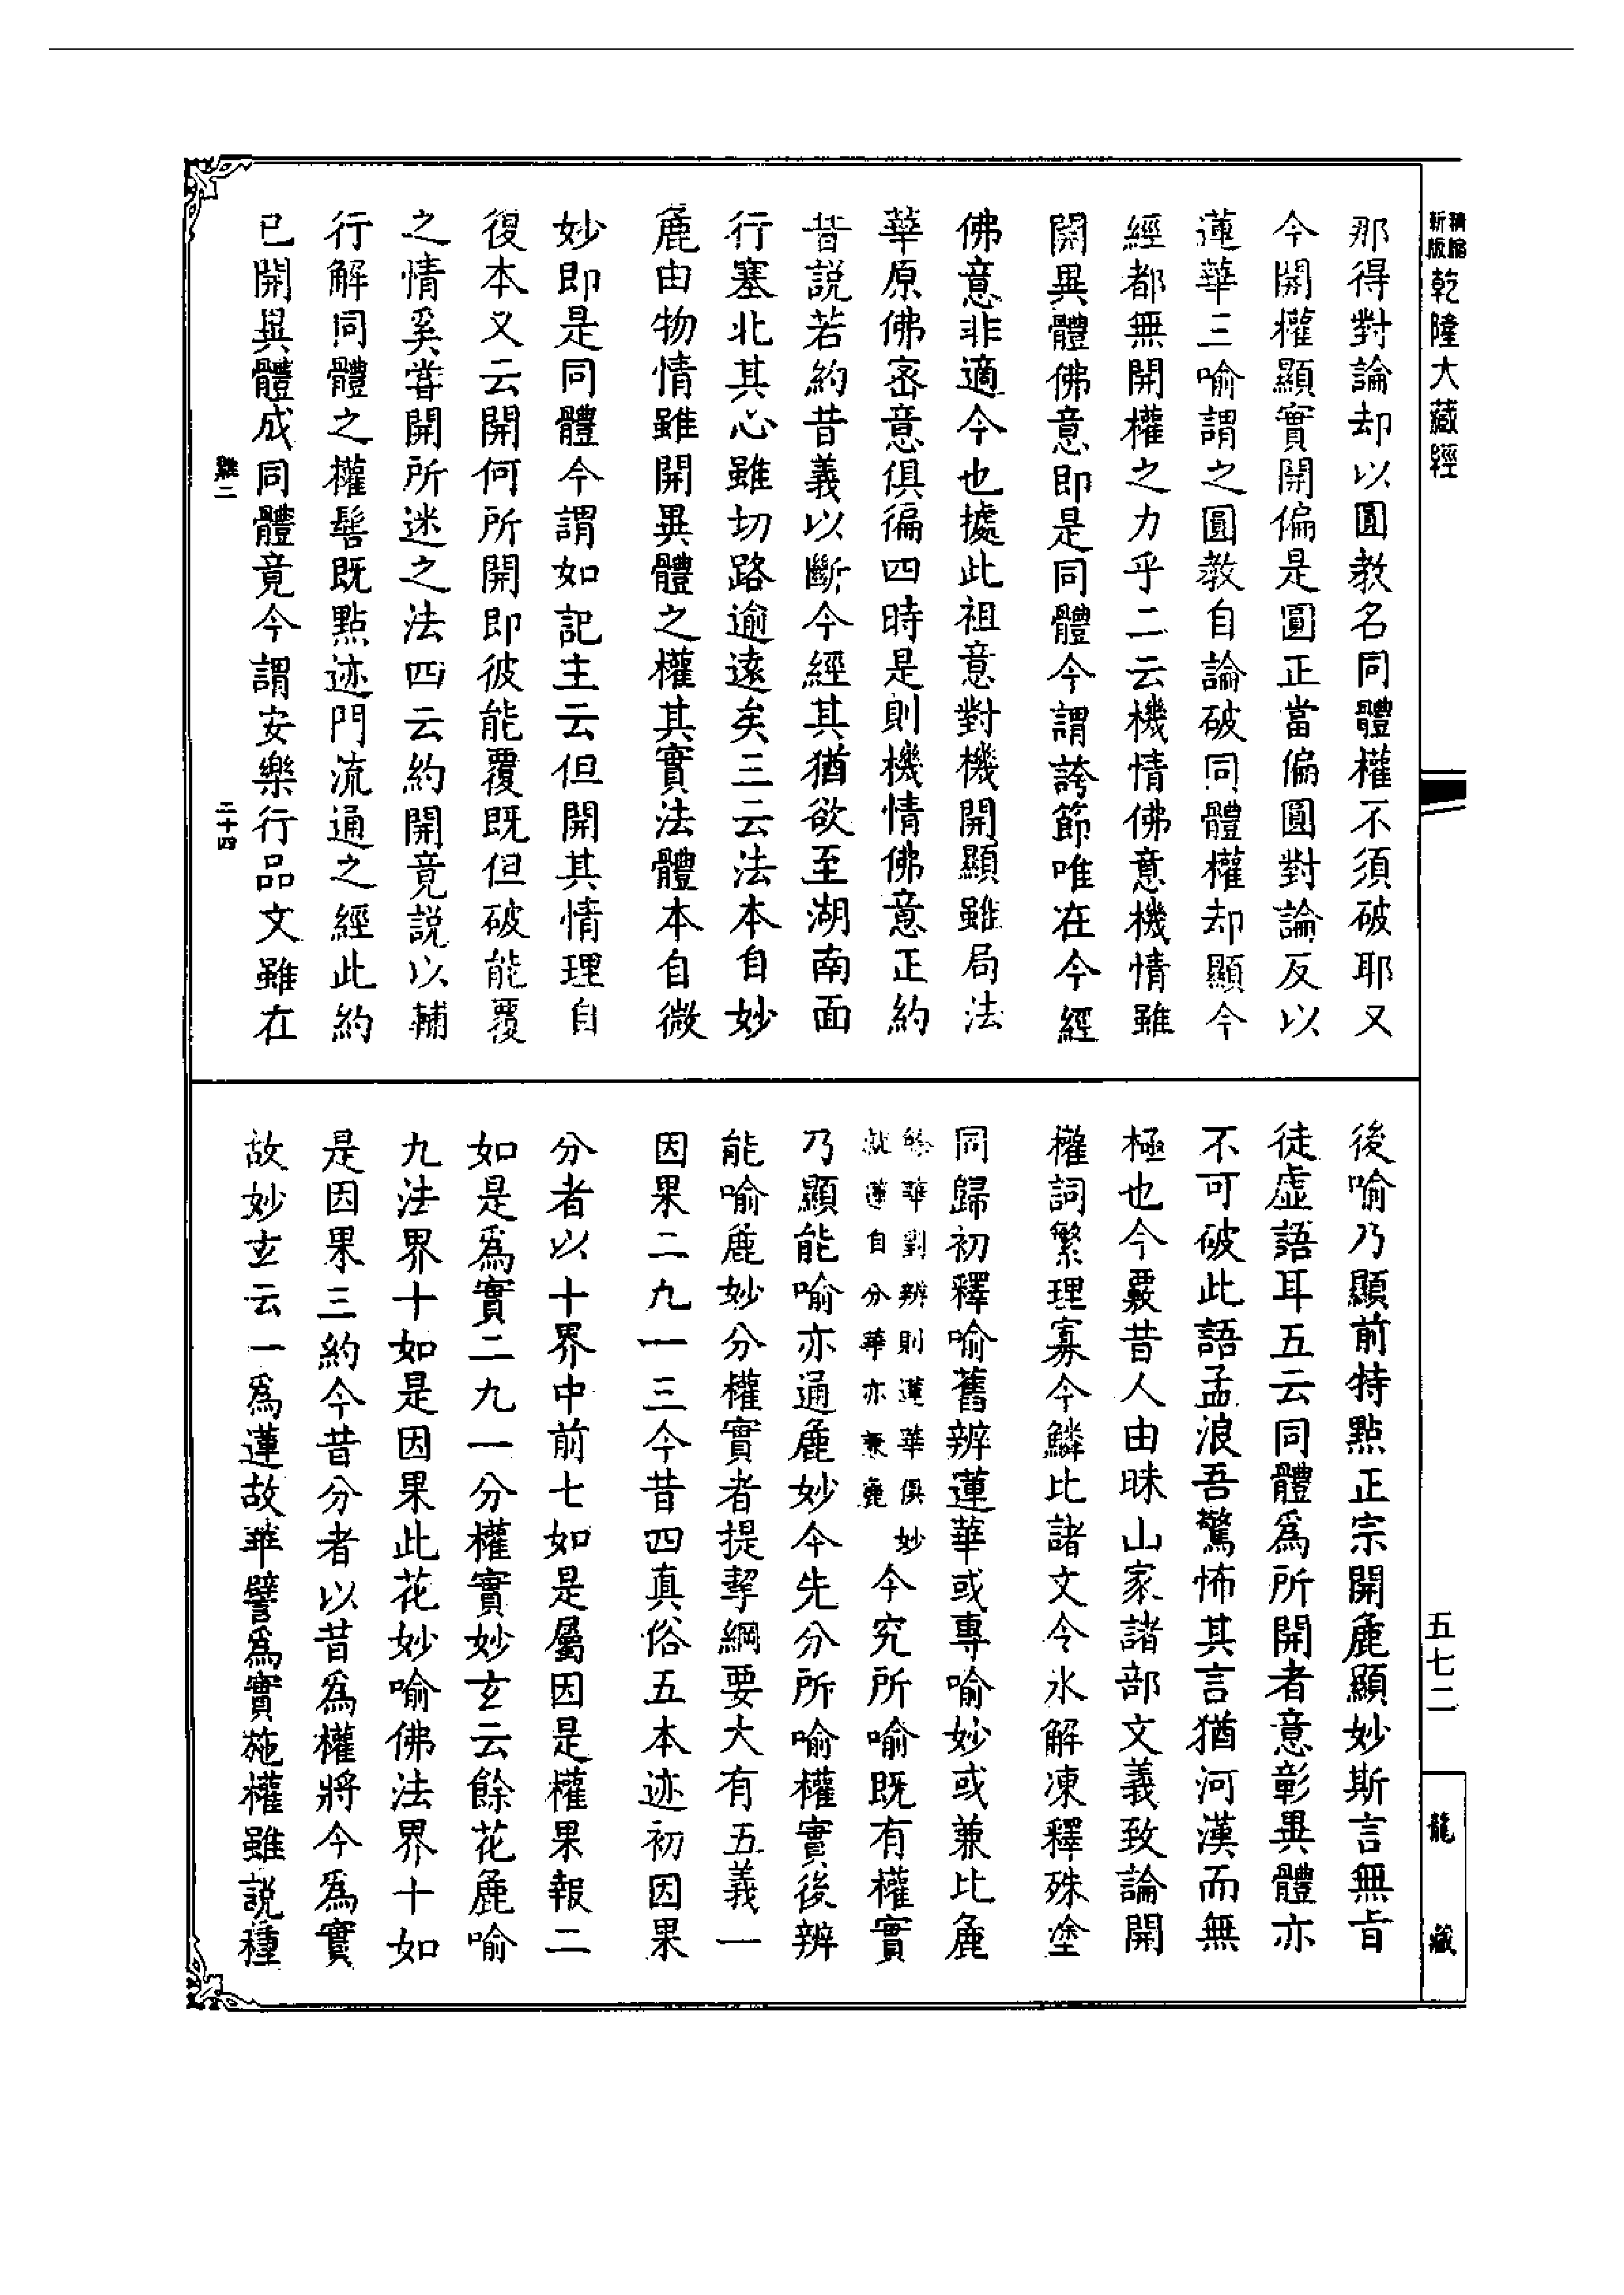 精縮新版
乾隆大藏經
五七二
龍藏
那得對論却以圓教名同體權不須破耶又
今開權顯實開偏是圓正當偏圓對論反以
蓮華三喻謂之圓教自論破同體權却顯今
經都無開權之力乎二云機情佛意機情雖
開異體佛意即是同體今謂誇節唯在今經
佛意非適今也據此祖意對機開顯雖局法
華原佛密意俱徧四時是則機情佛意正約
昔說若約昔義以斷今經其猶欲至湖南面
行塞北其心雖切路逾遠矣三云法本自妙
麁由物情雖開異體之權其實法體本自微
妙即是同體今謂如記主云但開其情理自
復本又云開何所開即彼能覆既但破能覆
之情奚嘗開所迷之法四云約開竟說以輔
行解同體之權髻既點迹門流通之經此約
已開異體成同體竟今謂安樂行品文雖在
雞二
二十四
後喻乃顯前特點正宗開麁顯妙斯言無旨
徒虛語耳五云同體為所開者意彰異體亦
不可破此語孟浪吾驚怖其言猶河漢而無
極也今覈昔人由昧山家諸部文義致論開
權詞繁理寡今鱗比諸文令氷解凍釋殊塗
同歸初釋喻舊辨蓮華或專喻妙或兼比麁
餘華對辨則蓮華俱妙
就蓮自分華亦兼麁
今究所喻既有權實
乃顯能喻亦通麁妙今先分所喻權實後辨
能喻麁妙分權實者提挈綱要大有五義一
因果二九一三今昔四真俗五本迹初因果
分者以十界中前七如是屬因是權果報二
如是為實二九一分權實妙玄云餘花麁喻
九法界十如是因果此花妙喻佛法界十如
是因果三約今昔分者以昔為權將今為實
故妙玄云一為蓮故華譬為實施權雖說種